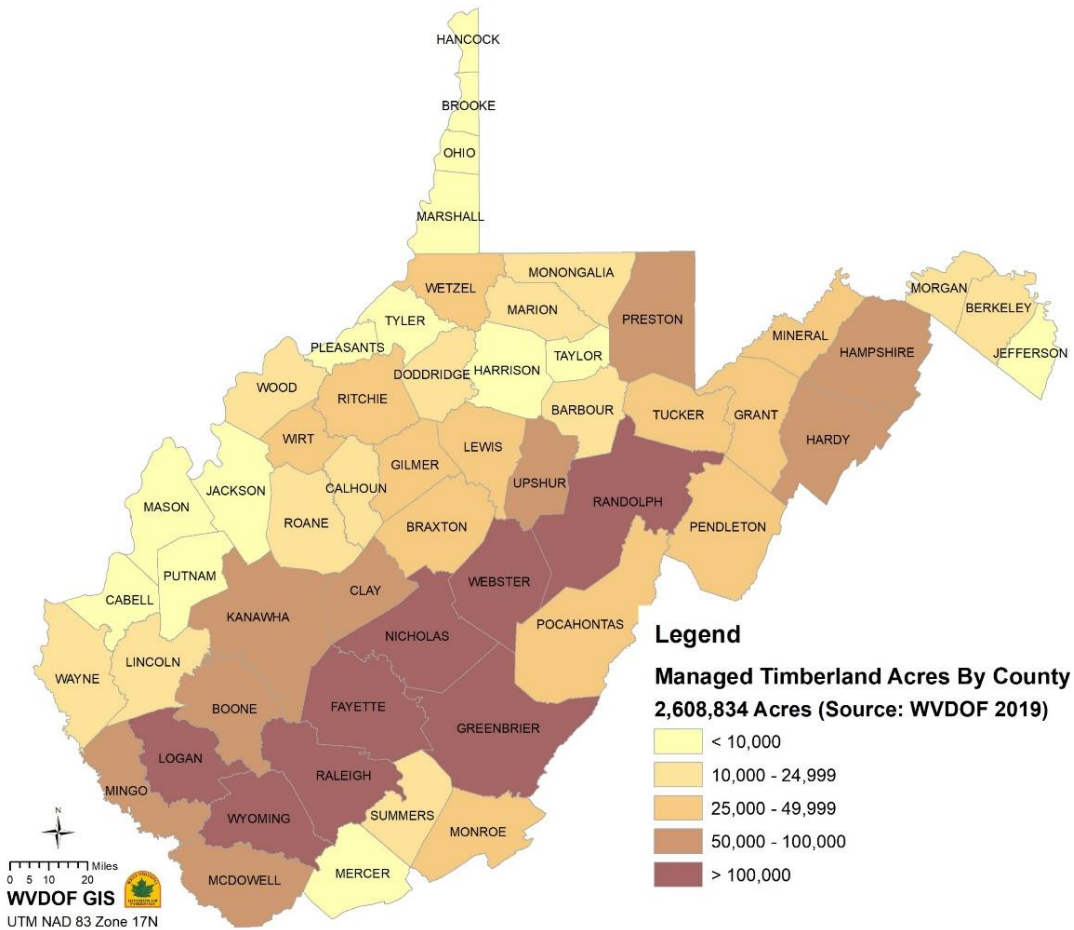 HANCOCK
BROOKE
OHIO
MARSHALL
WETZEL
MONONGALIA
MARION
PRESTON
MORGAN
BERKELEY
JEFFERSON
MINERAL
HAMPSHIRE
TYLER
PLEASANTS
DODDRIDGE
HARRISON
TAYLOR
WOOD
RITCHIE
BARBOUR
TUCKER
GRANT
HARDY
WIRT
LEWIS
GILMER
UPSHUR
RANDOLPH
CALHOUN
JACKSON
MASON
ROANE
BRAXTON
PENDLETON
PUTNAM
CABELL
KANAWHA
CLAY
WEBSTER
NICHOLAS
POCAHONTAS
WAYNE
LINCOLN
BOONE
FAYETTE
GREENBRIER
LOGAN
RALEIGH
MINGO
WYOMING
SUMMERS
MONROE
MCDOWELL
MERCER
Legend
Managed Timberland Acres By County
2,608,834 Acres (Source: WVDOF 2019)
< 10,000
10,000 - 24,999
25,000 - 49,999
50,000 - 100,000
> 100,000
N
Miles
0 5 10 20
WVDOF GIS
UTM NAD 83 Zone 17N